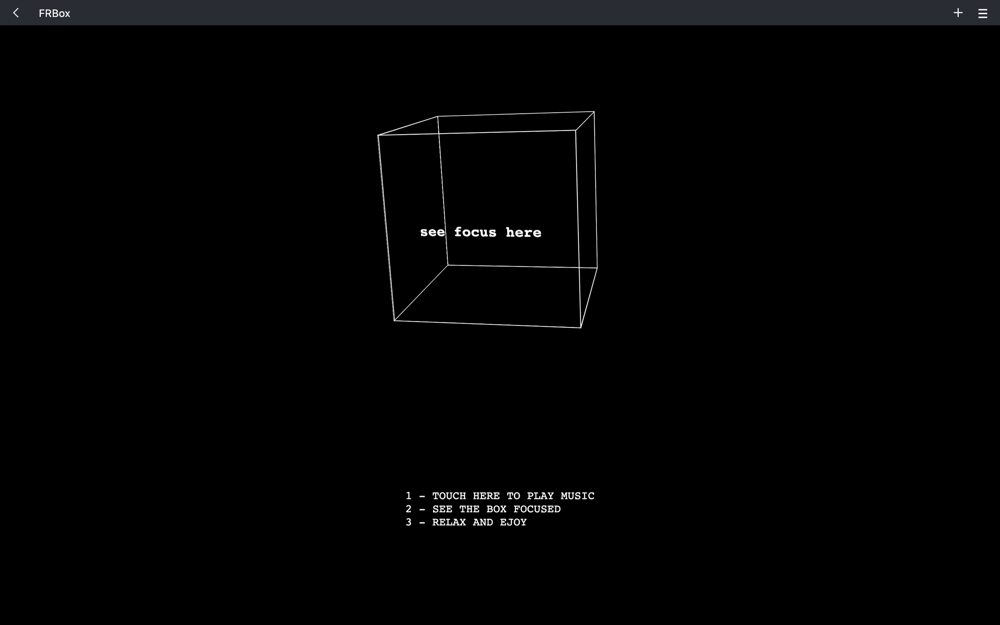 FRBox
see focus here
1 - TOUCH HERE TO PLAY MUSIC
2 - SEE THE BOX FOCUSED
3 - RELAX AND EJOY